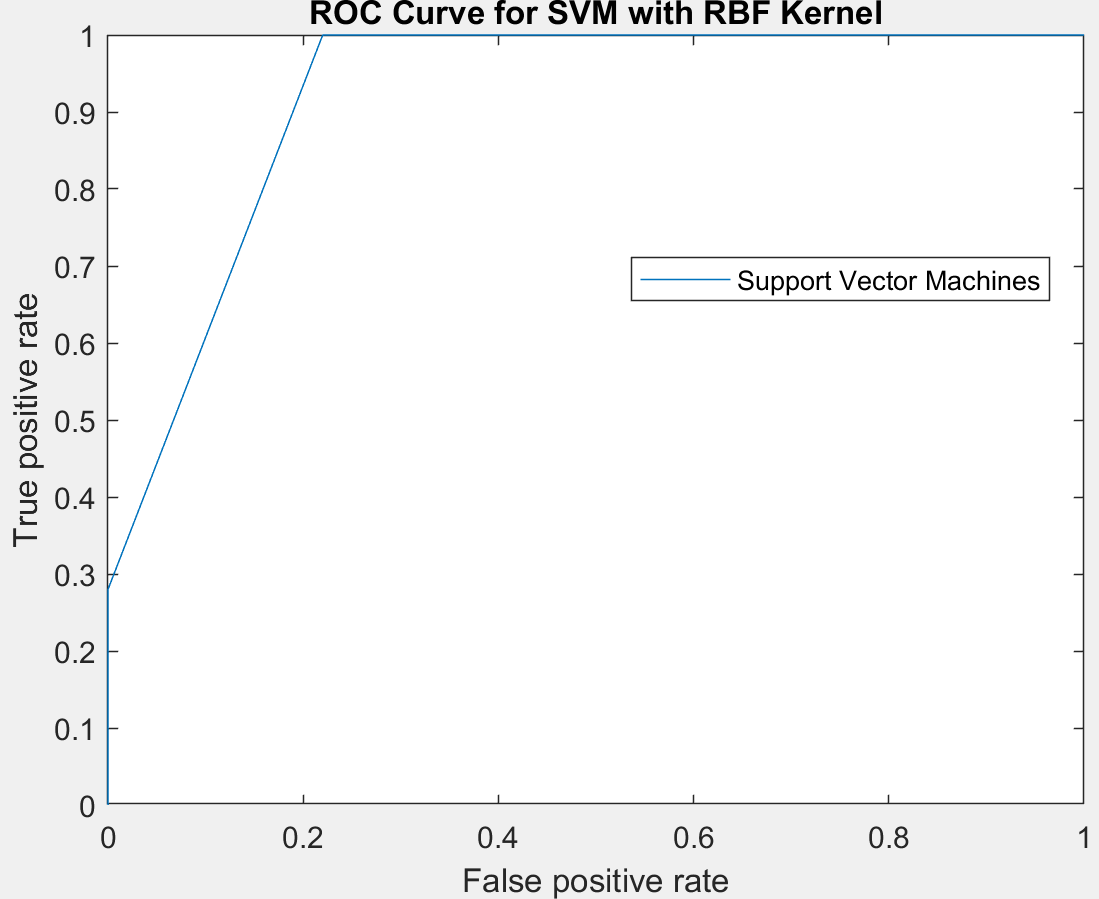 ROC Curve for SVM with RBF Kernel
1
0.9
0.8
0.7
0.6
0.5
0.4
0.3
0.2
0.1
0
True positive rate
Support Vector Machines
0 0.2 0.4 0.6 0.8 1
False positive rate